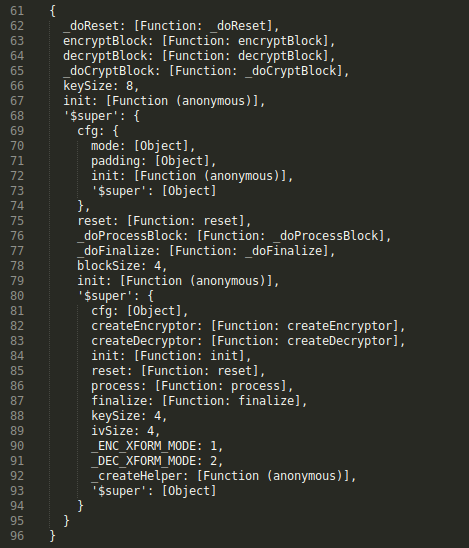 61 {
62   _doReset: [Function: _doReset],
63   encryptBlock: [Function: encryptBlock],
64   decryptBlock: [Function: decryptBlock],
65   _doCryptBlock: [Function: _doCryptBlock],
66   keySize: 8,
67   init: [Function (anonymous)],
68   '$super': {
69     cfg: {
70       mode: [Object],
71       padding: [Object],
72       init: [Function (anonymous)],
73       '$super': [Object]
74     },
75     reset: [Function: reset],
76     _doProcessBlock: [Function: _doProcessBlock],
77     _doFinalize: [Function: _doFinalize],
78     blockSize: 4,
79     init: [Function (anonymous)],
80     '$super': {
81       cfg: [Object],
82       createEncryptor: [Function: createEncryptor],
83       createDecryptor: [Function: createDecryptor],
84       init: [Function: init],
85       reset: [Function: reset],
86       process: [Function: process],
87       finalize: [Function: finalize],
88       keySize: 4,
89       ivSize: 4,
90       _ENC_XFORM_MODE: 1,
91       _DEC_XFORM_MODE: 2,
92       _createHelper: [Function (anonymous)],
93       '$super': [Object]
94     }
95   }
96 }